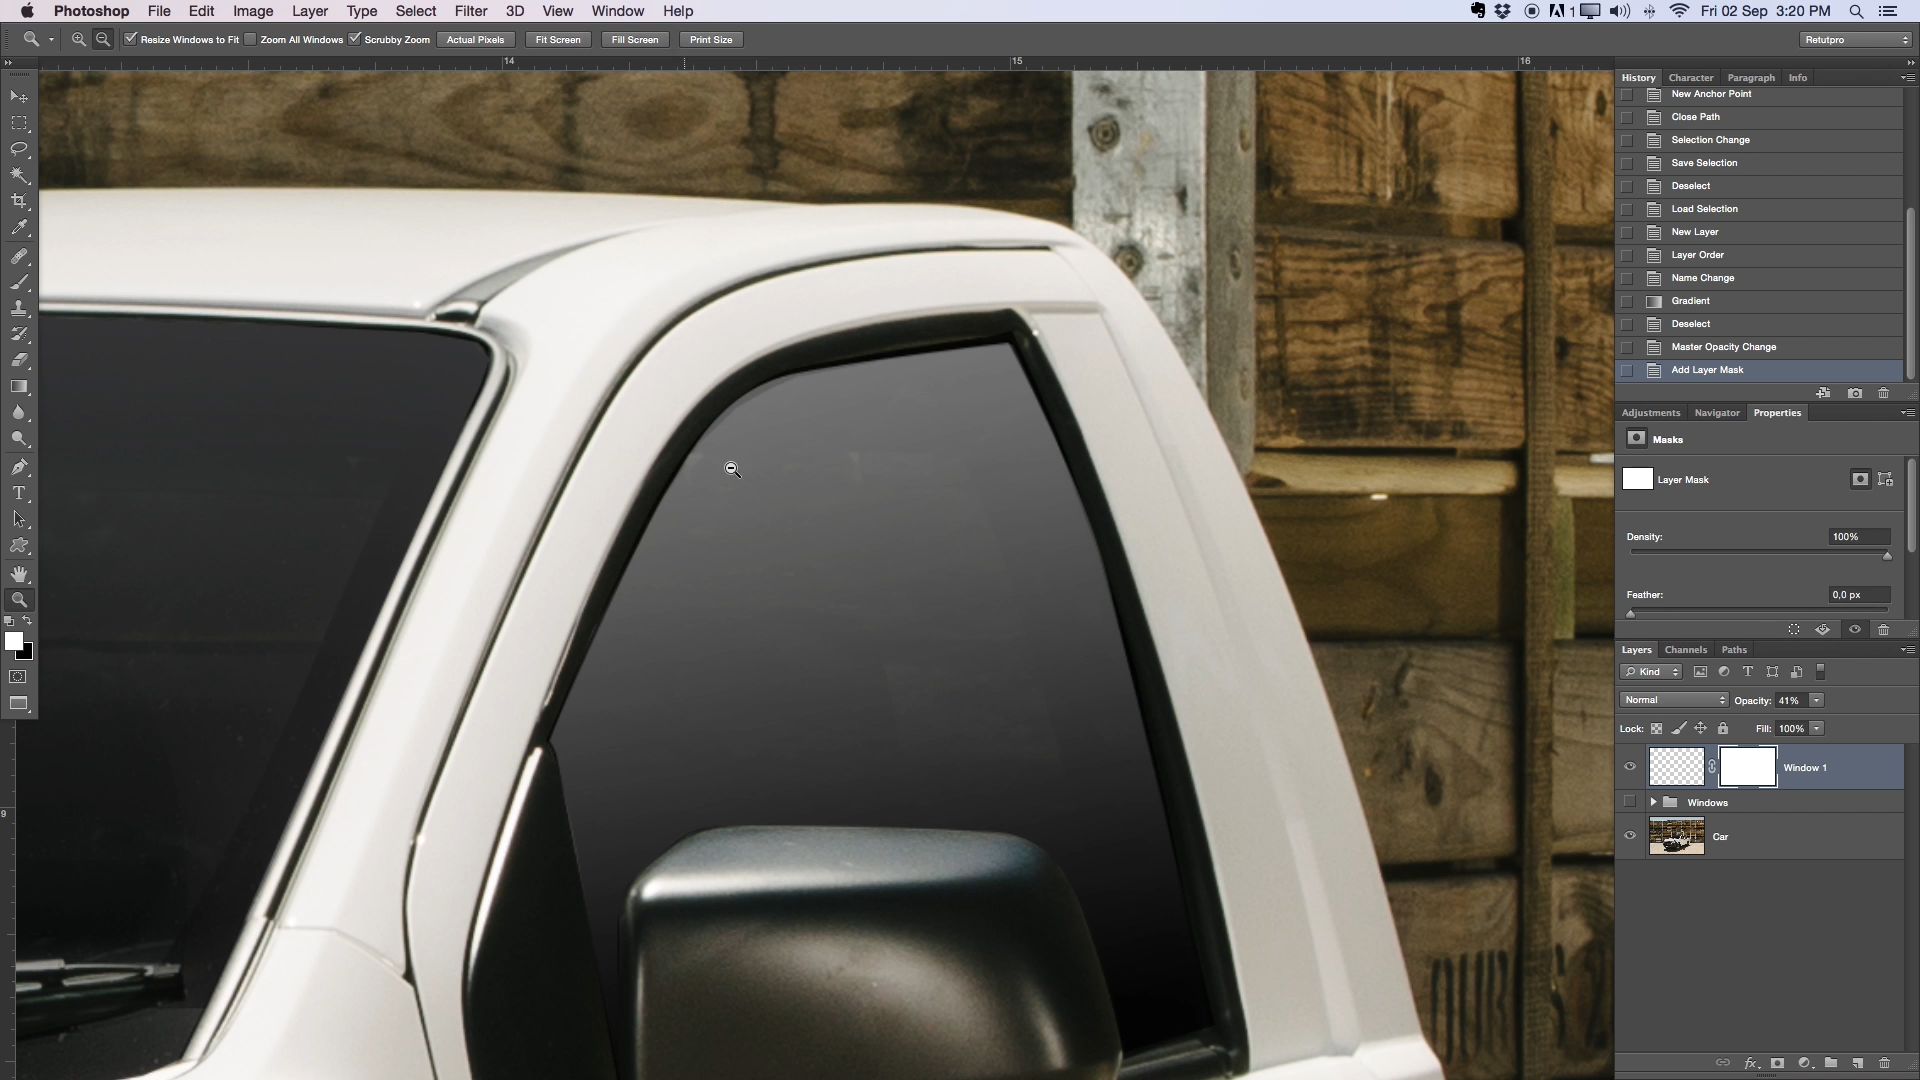 Photoshop File Edit Image Layer Type Select Filter 3D View Window Help
1 Fri 02 Sep 3:20 PM
Resize Windows to Fit Zoom All Windows Scrubby Zoom Actual Pixels Fit Screen Fill Screen Print Size Retutpro
14 15 16
History Character Paragraph Info
New Anchor Point
Close Path
Selection Change
Save Selection
Deselect
Load Selection
New Layer
Layer Order
Name Change
Gradient
Deselect
Master Opacity Change
Add Layer Mask
Adjustments Navigator Properties
Masks
Layer Mask
Density: 100%
Feather: 0,0 px
Layers Channels Paths
Kind
Normal Opacity: 41%
Lock: Fill: 100%
Window 1
Windows
Car
9